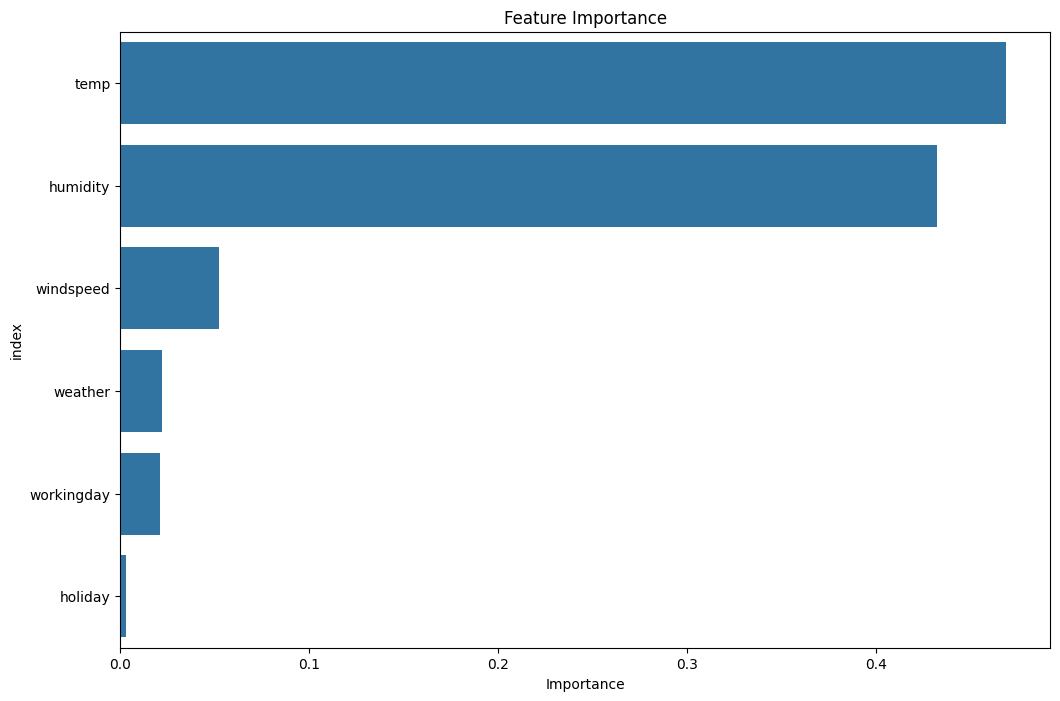 Feature Importance
temp
humidity
windspeed
weather
workingday
holiday
index
0.0 0.1 0.2 0.3 0.4
Importance